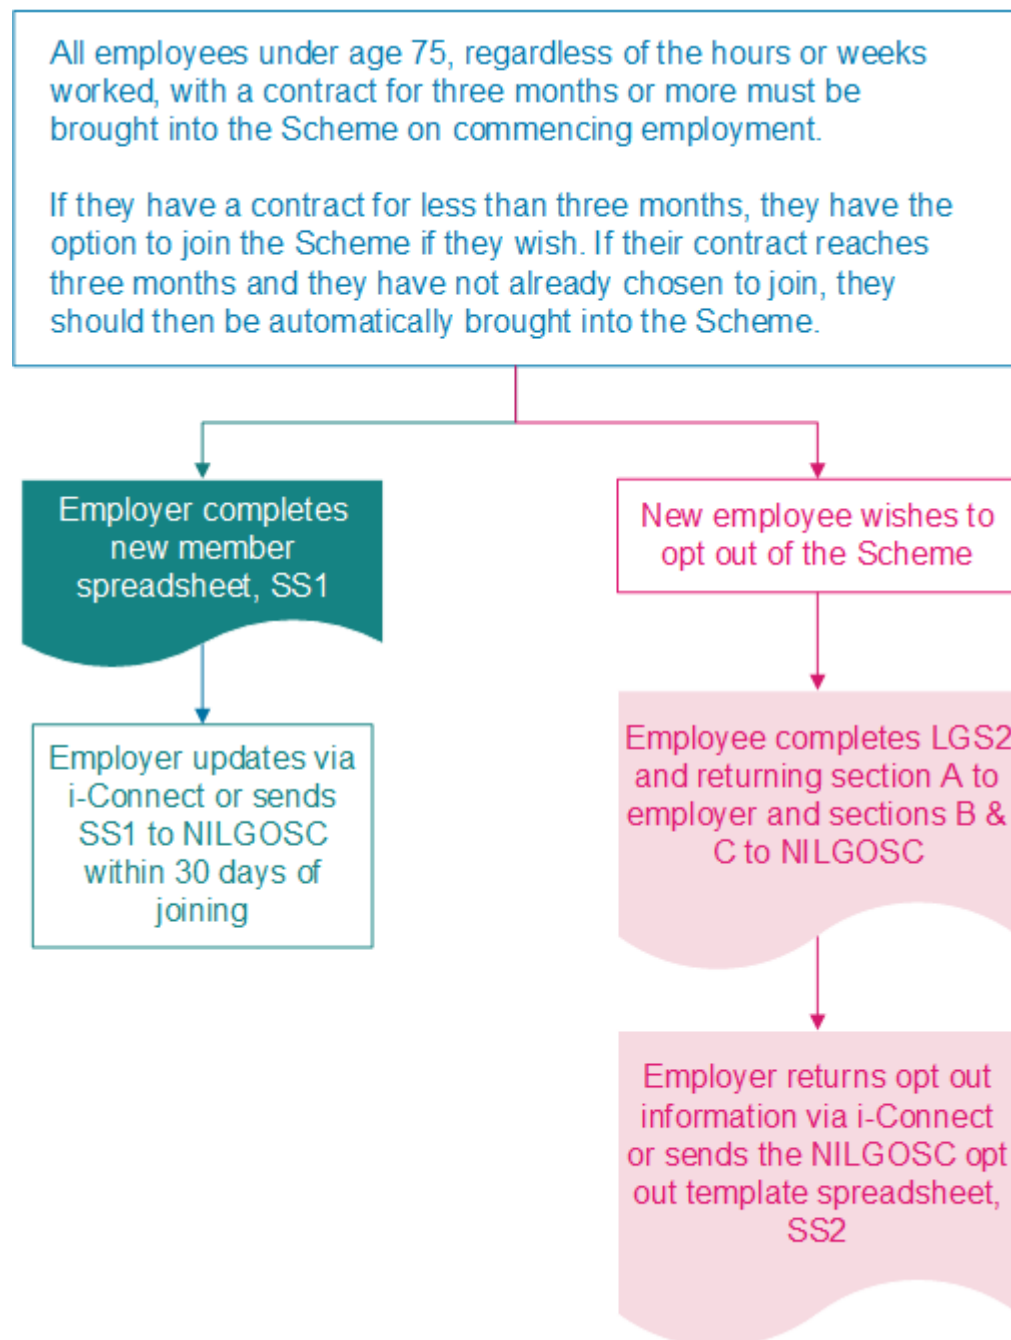 All employees under age 75, regardless of the hours or weeks
worked, with a contract for three months or more must be
brought into the Scheme on commencing employment.
If they have a contract for less than three months, they have the
option to join the Scheme if they wish. If their contract reaches
three months and they have not already chosen to join, they
should then be automatically brought into the Scheme.
Employer completes
new member
spreadsheet, SS1
Employer updates via
i-Connect or sends
SS1 to NILGOSC
within 30 days of
joining
New employee wishes to
opt out of the Scheme
Employee completes LGS2
and returning section A to
employer and sections B &
C to NILGOSC
Employer returns opt out
information via i-Connect
or sends the NILGOSC opt
out template spreadsheet,
SS2